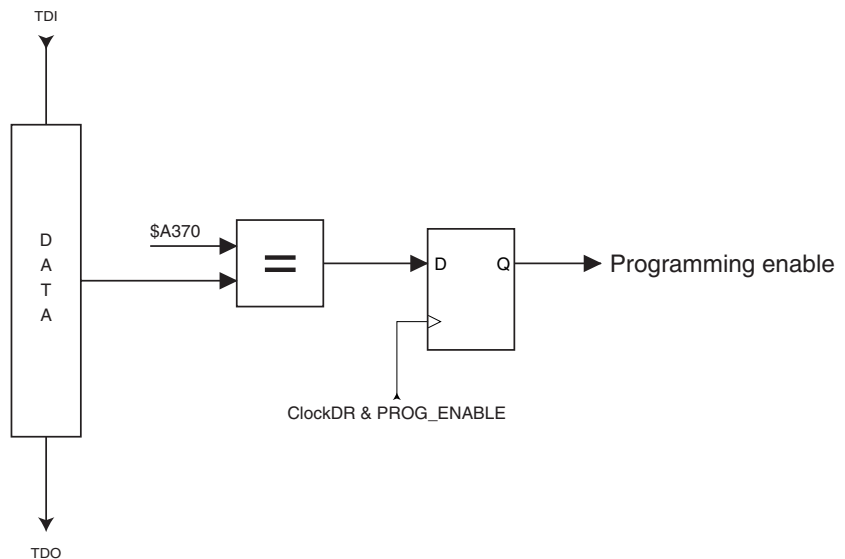 TDI
D
A
T
A
$A370
=
D Q
Programming enable
ClockDR & PROG_ENABLE
TDO